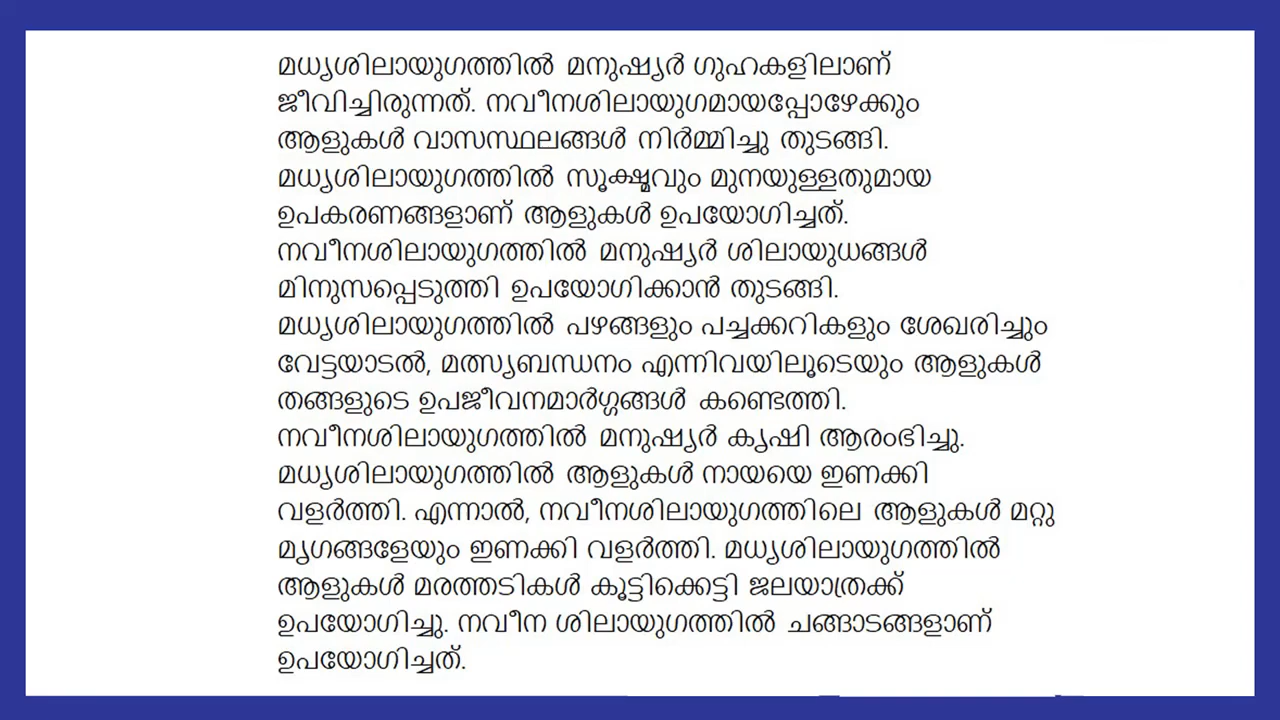 മധ്യശിലായുഗത്തിൽ മനുഷ്യർ ഗുഹകളിലാണ്
ജീവിച്ചിരുന്നത്. നവീനശിലായുഗമായപ്പോഴേക്കും
ആളുകൾ വാസസ്ഥലങ്ങൾ നിർമ്മിച്ചു തുടങ്ങി.
മധ്യശിലായുഗത്തിൽ സൂക്ഷ്മവും മുനയുള്ളതുമായ
ഉപകരണങ്ങളാണ് ആളുകൾ ഉപയോഗിച്ചത്.
നവീനശിലായുഗത്തിൽ മനുഷ്യർ ശിലായുധങ്ങൾ
മിനുസപ്പെടുത്തി ഉപയോഗിക്കാൻ തുടങ്ങി.
മധ്യശിലായുഗത്തിൽ പഴങ്ങളും പച്ചക്കറികളും ശേഖരിച്ചും
വേട്ടയാടൽ, മത്സ്യബന്ധനം എന്നിവയിലൂടെയും ആളുകൾ
തങ്ങളുടെ ഉപജീവനമാർഗ്ഗങ്ങൾ കണ്ടെത്തി.
നവീനശിലായുഗത്തിൽ മനുഷ്യർ കൃഷി ആരംഭിച്ചു.
മധ്യശിലായുഗത്തിൽ ആളുകൾ നായയെ ഇണക്കി
വളർത്തി. എന്നാൽ, നവീനശിലായുഗത്തിലെ ആളുകൾ മറ്റു
മൃഗങ്ങളേയും ഇണക്കി വളർത്തി. മധ്യശിലായുഗത്തിൽ
ആളുകൾ മരത്തടികൾ കൂട്ടിക്കെട്ടി ജലയാത്രക്ക്
ഉപയോഗിച്ചു. നവീന ശിലായുഗത്തിൽ ചങ്ങാടങ്ങളാണ്
ഉപയോഗിച്ചത്.